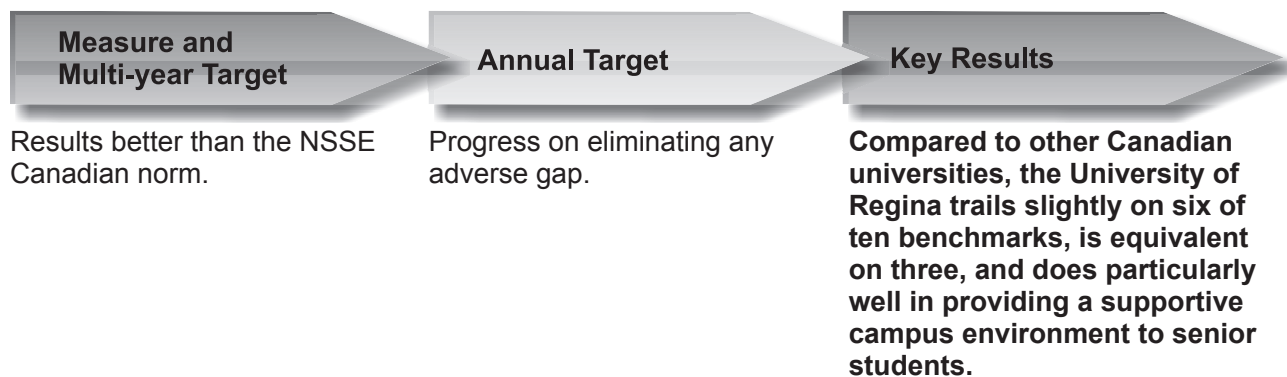 Measure and
Multi-year Target
Results better than the NSSE
Canadian norm.
Annual Target
Progress on eliminating any
adverse gap.
Key Results
Compared to other Canadian
universities, the University of
Regina trails slightly on six of
ten benchmarks, is equivalent
on three, and does particularly
well in providing a supportive
campus environment to senior
students.